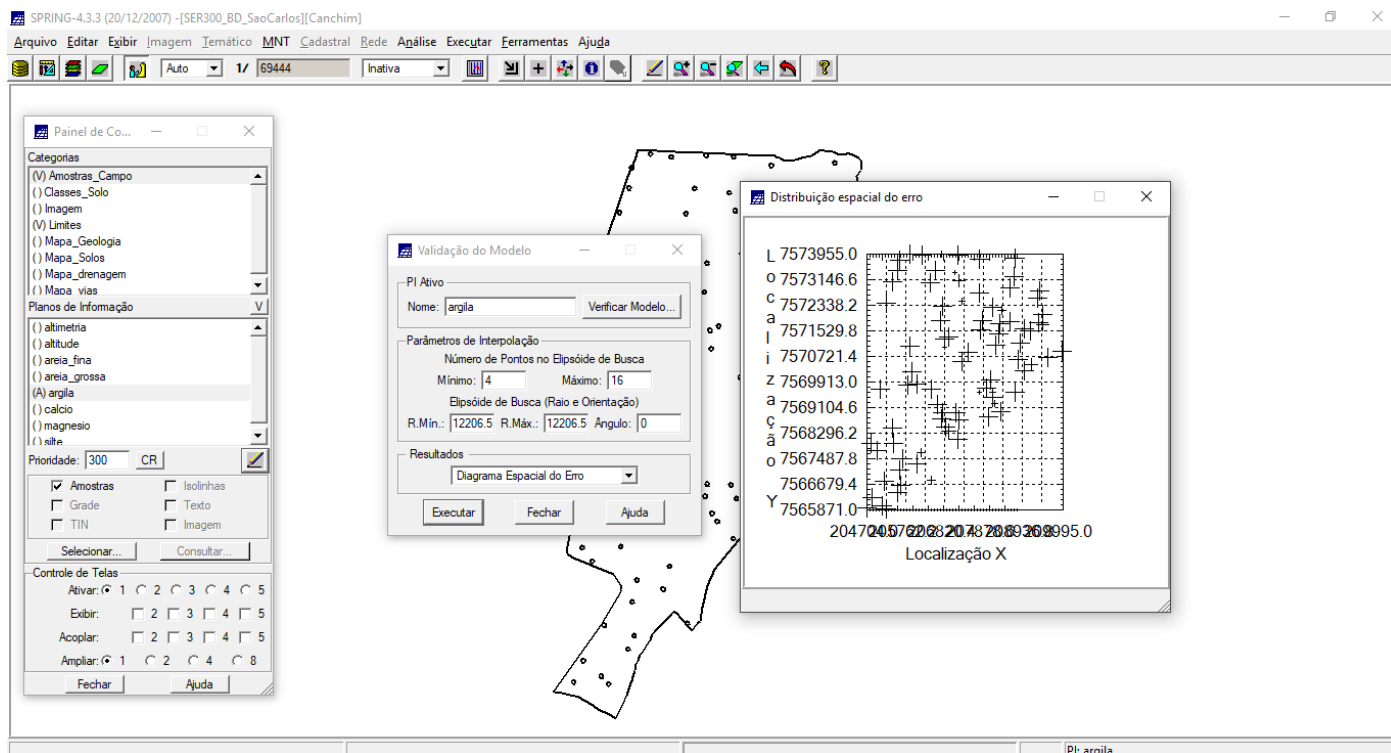 SPRING-4.3.3 (20/12/2007) -[SER300_BD_SaoCarlos][Canchim]
Arquivo Editar Exibir Imagem Temático MNT Cadastral Rede Análise Executar Ferramentas Ajuda
Auto 1/ 69444 Inativa
Painel de Co...
Categorias
(V) Amostras_Campo
( ) Classes_Solo
( ) Imagem
(V) Limites
( ) Mapa_Geologia
( ) Mapa_Solos
( ) Mapa_drenagem
( ) Mapa_vias
Planos de Informação V
( ) altimetria
( ) altitude
( ) areia_fina
( ) areia_grossa
(A) argila
( ) calcio
( ) magnesio
( ) silte
Prioridade: 300 CR
Amostras Isolinhas
Grade Texto
TIN Imagem
Selecionar... Consultar...
Controle de Telas
Ativar: 1 2 3 4 5
Exibir: 2 3 4 5
Acoplar: 2 3 4 5
Ampliar: 1 2 4 8
Fechar Ajuda
Validação do Modelo
PI Ativo
Nome: argila Verificar Modelo...
Parâmetros de Interpolação
Número de Pontos no Elipsóide de Busca
Mínimo: 4 Máximo: 16
Elipsóide de Busca (Raio e Orientação)
R.Mín.: 12206.5 R.Máx.: 12206.5 Ângulo: 0
Resultados
Diagrama Espacial do Erro
Executar Fechar Ajuda
Distribuição espacial do erro
Localização Y
7573955.0
7573146.6
7572338.2
7571529.8
7570721.4
7569913.0
7569104.6
7568296.2
7567487.8
7566679.4
7565871.0
Localização X
PI: argila